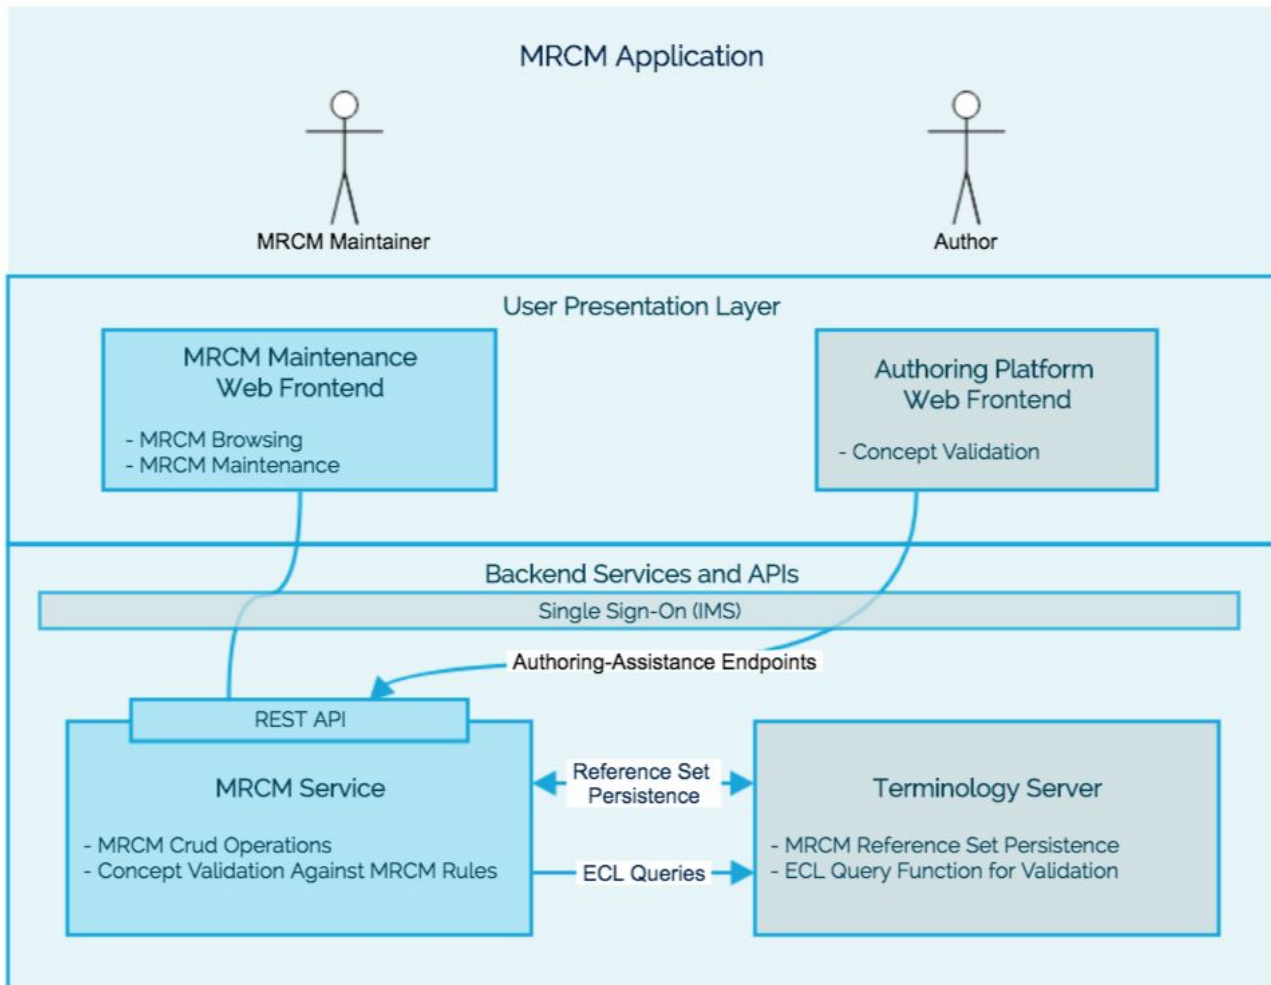 MRCM Application
MRCM Maintainer
Author
User Presentation Layer
MRCM Maintenance
Web Frontend
- MRCM Browsing
- MRCM Maintenance
Authoring Platform
Web Frontend
- Concept Validation
Backend Services and APIs
Single Sign-On (IMS)
Authoring-Assistance Endpoints
REST API
MRCM Service
- MRCM Crud Operations
- Concept Validation Against MRCM Rules
Reference Set
Persistence
ECL Queries
Terminology Server
- MRCM Reference Set Persistence
- ECL Query Function for Validation